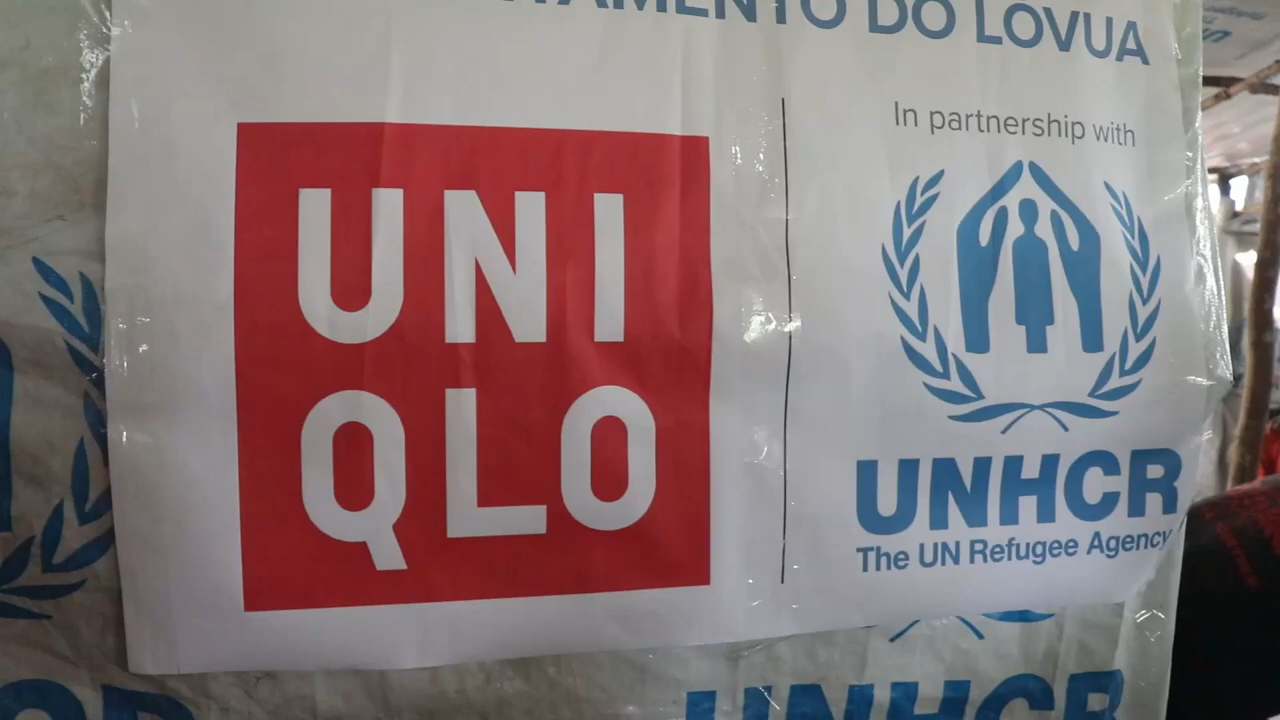 DO LOVUA
In partnership with
UNI
QLO
UNHCR
The UN Refugee Agency
UNHCR